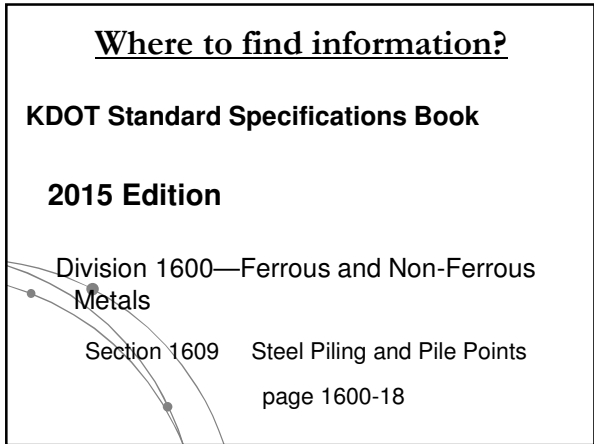 Where to find information?
KDOT Standard Specifications Book
2015 Edition
Division 1600—Ferrous and Non-Ferrous
Metals
Section 1609 Steel Piling and Pile Points
page 1600-18